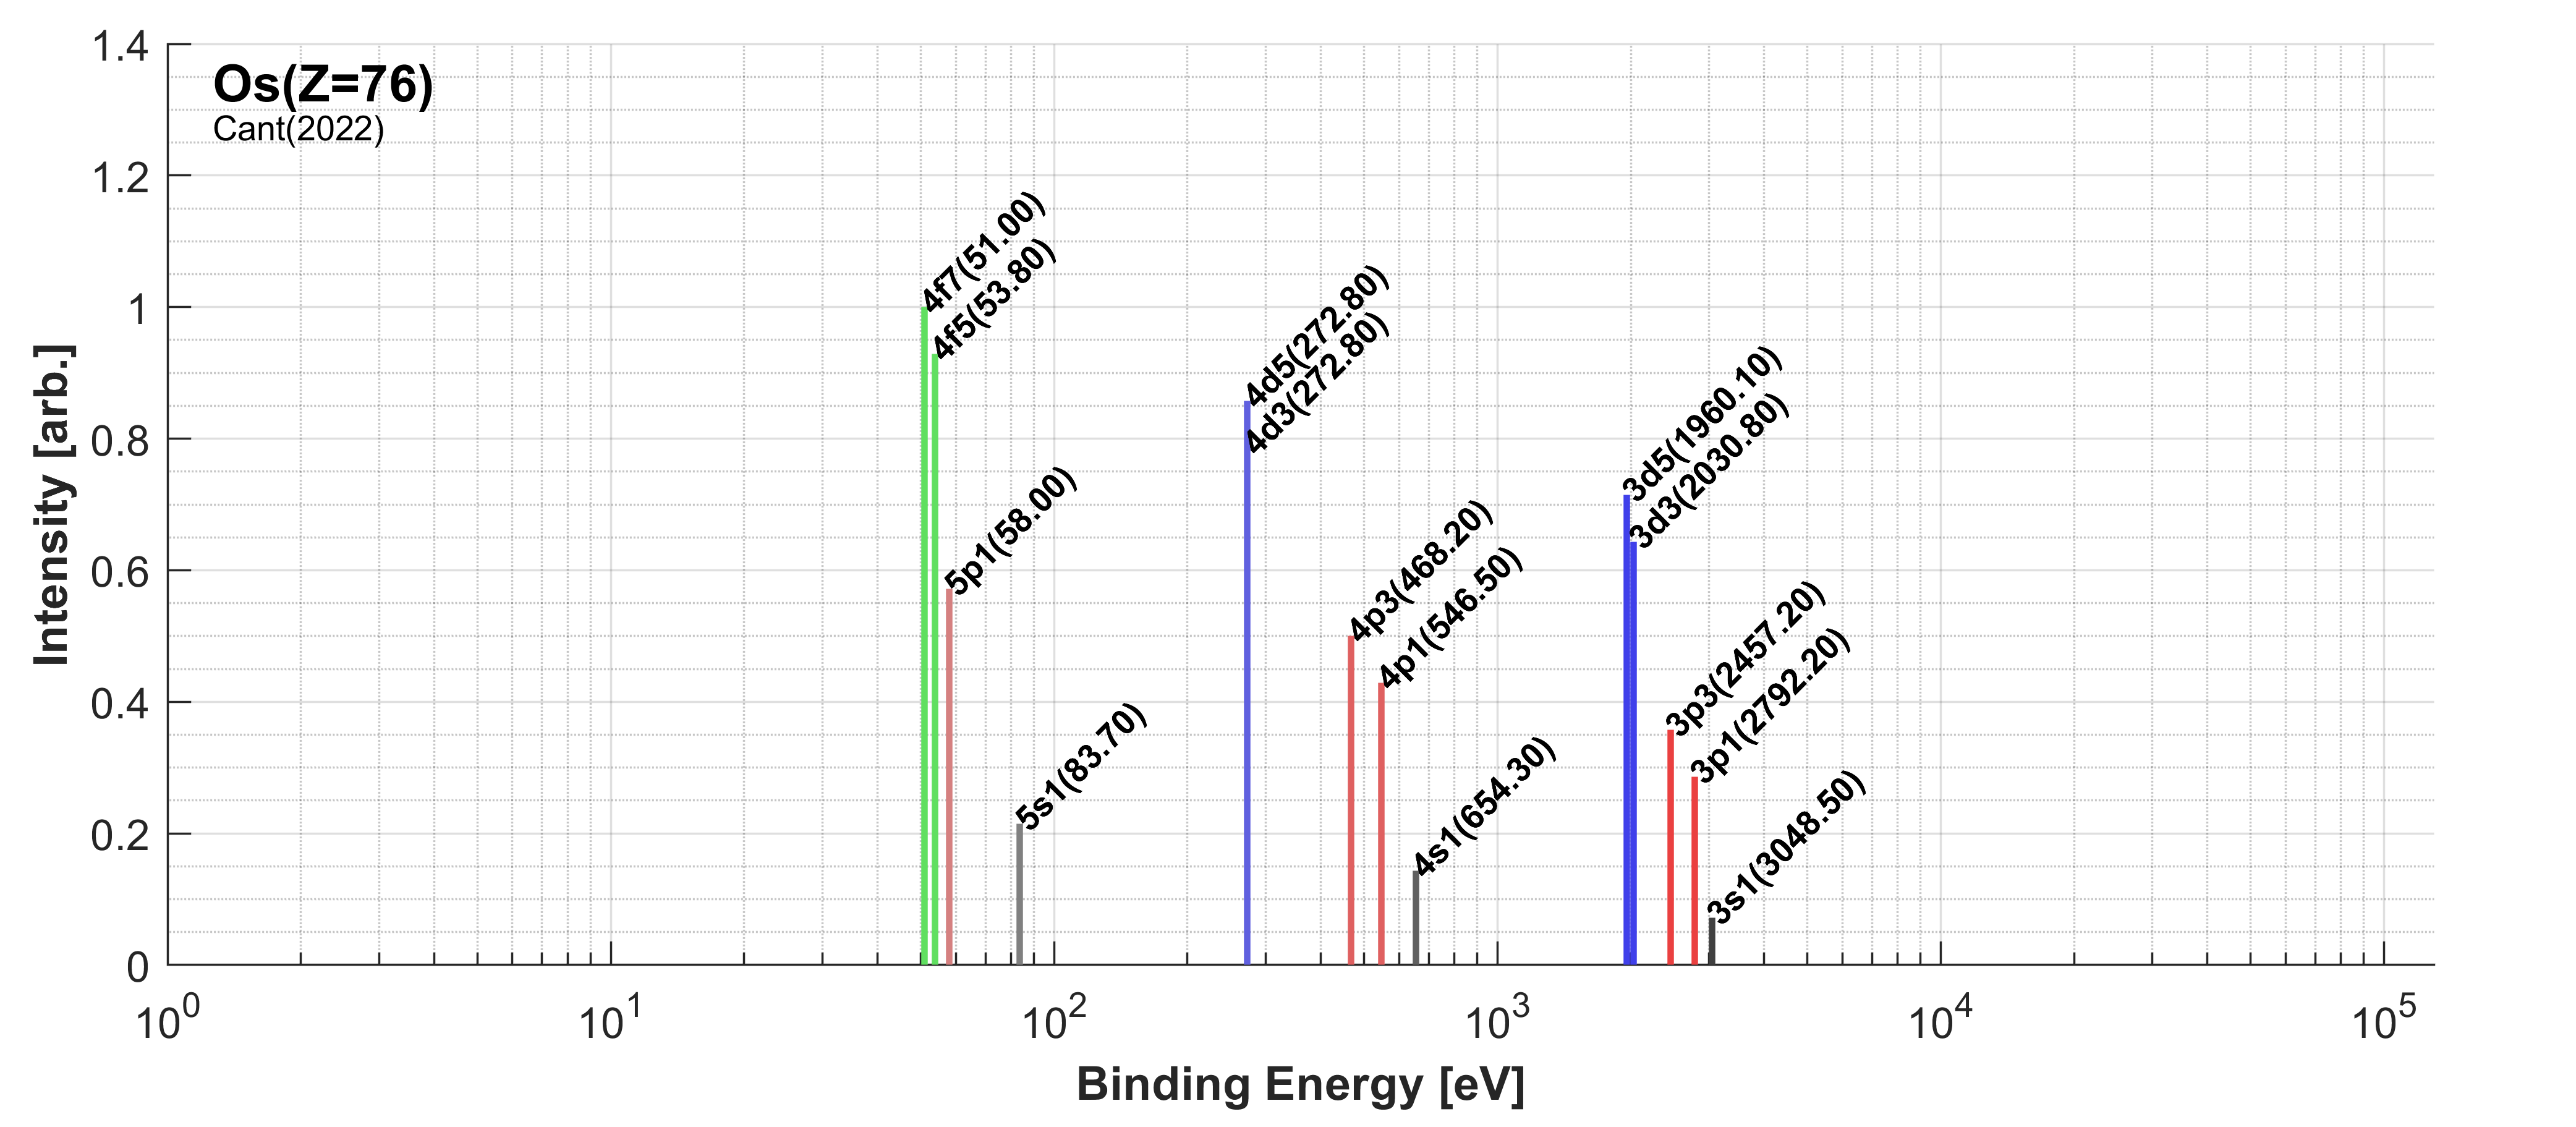 Os(Z=76)
Cant(2022)
Intensity [arb.]
1.4
1.2
1
0.8
0.6
0.4
0.2
0
4f7(51.00)
4f5(53.80)
5p1(58.00)
5s1(83.70)
4d5(272.80)
4d3(272.80)
4p3(468.20)
4p1(546.50)
4s1(654.30)
3d5(1960.10)
3d3(2030.80)
3p3(2457.20)
3p1(2792.20)
3s1(3048.50)
10^0 10^1 10^2 10^3 10^4 10^5
Binding Energy [eV]